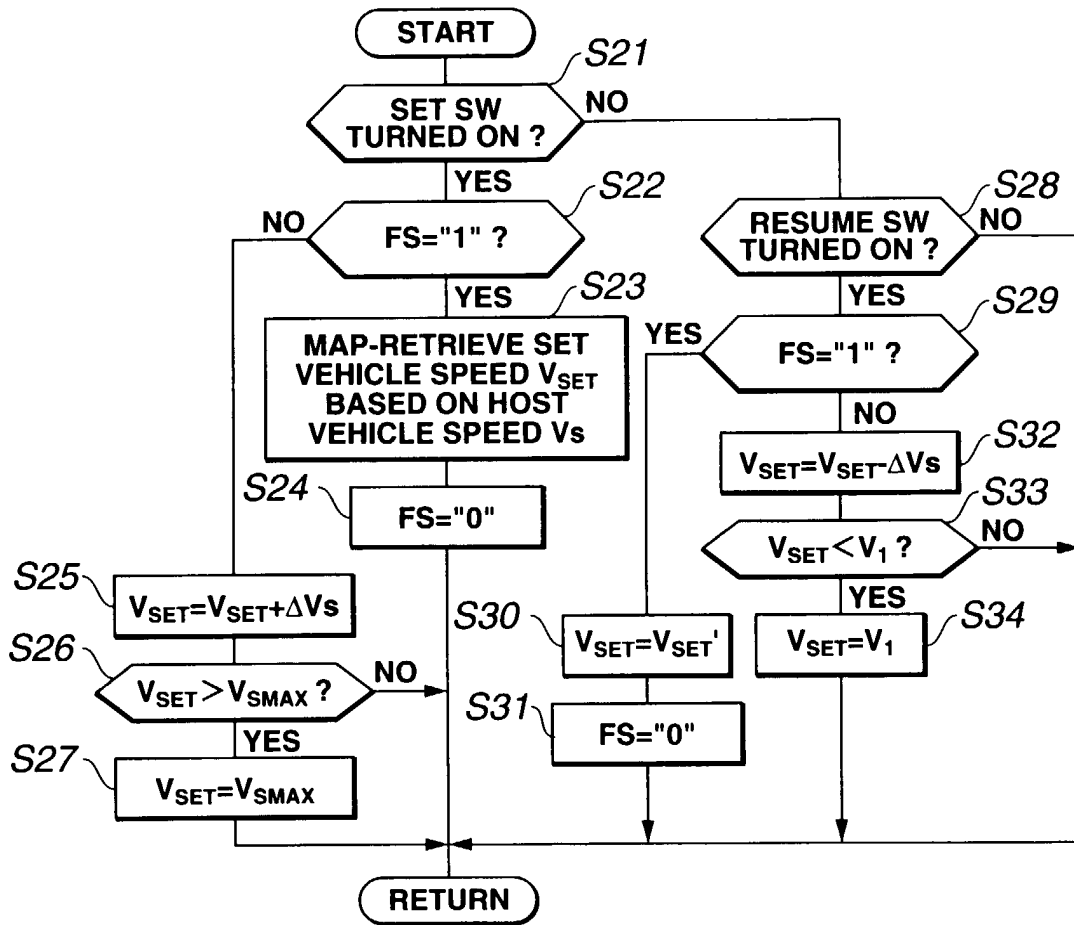 START
S21
SET SW
TURNED ON ?
NO
YES
S22
NO
FS="1" ?
YES
S23
MAP-RETRIEVE SET
VEHICLE SPEED VSET
BASED ON HOST
VEHICLE SPEED Vs
S24
FS="0"
S25
VSET=VSET+ΔVs
S26
VSET>VSMAX ?
NO
YES
S27
VSET=VSMAX
S28
RESUME SW
TURNED ON ?
NO
YES
S29
YES
FS="1" ?
NO
S32
VSET=VSET-ΔVs
S33
VSET<V1 ?
NO
YES
S30
VSET=VSET'
S34
VSET=V1
S31
FS="0"
RETURN